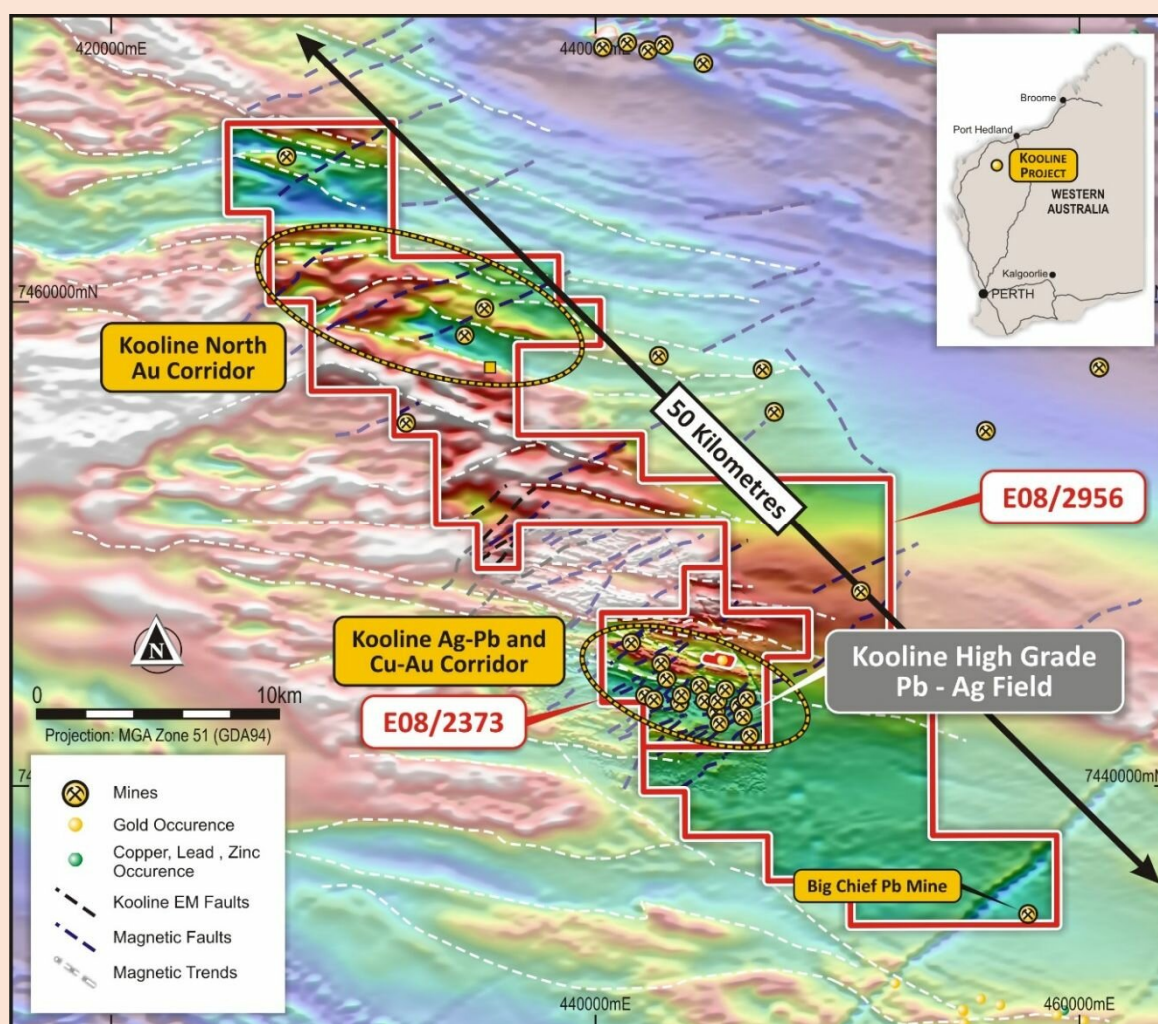 420000mE
440000mE
Broome
Port Hedland
KOOLINE
PROJECT
WESTERN
AUSTRALIA
Kalgoorlie
PERTH
7460000mN
Kooline North
Au Corridor
50 Kilometres
E08/2956
Kooline Ag-Pb and
Cu-Au Corridor
Kooline High Grade
Pb - Ag Field
E08/2373
N
0
10km
Projection: MGA Zone 51 (GDA94)
7440000mN
Mines
Gold Occurence
Copper, Lead , Zinc
Occurence
Kooline EM Faults
Magnetic Faults
Magnetic Trends
Big Chief Pb Mine
440000mE
460000mE